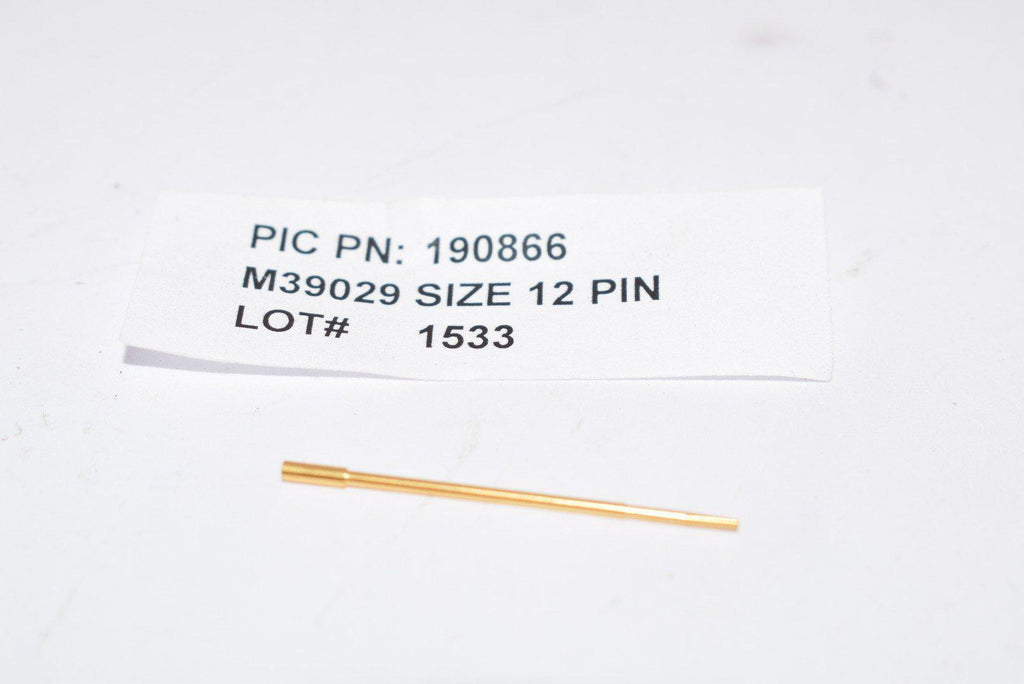 PIC PN: 190866
M39029 SIZE 12 PIN
LOT# 1533